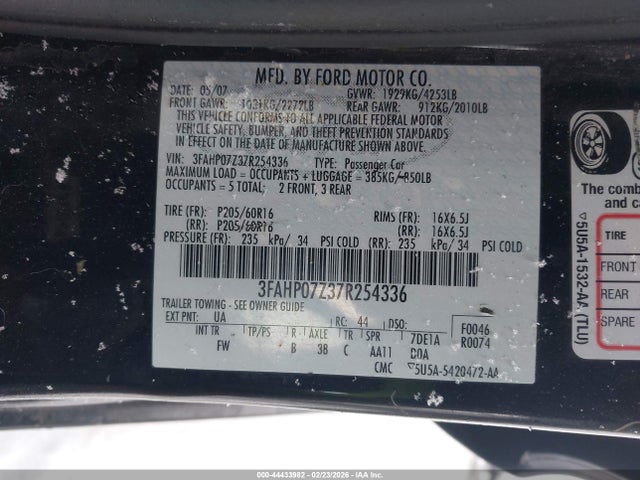 MFD. BY FORD MOTOR CO.
DATE: 05/07 GVWR: 1929KG/4253LB
FRONT GAWR: 1031KG/2272LB REAR GAWR: 912KG/2010LB
THIS VEHICLE CONFORMS TO ALL APPLICABLE FEDERAL MOTOR
VEHICLE SAFETY, BUMPER, AND THEFT PREVENTION STANDARDS
IN EFFECT ON THE DATE OF MANUFACTURE SHOWN ABOVE.
VIN: 3FAHP07Z37R254336 TYPE: Passenger Car
MAXIMUM LOAD = OCCUPANTS + LUGGAGE = 385KG/850LB
OCCUPANTS = 5 TOTAL: 2 FRONT, 3 REAR
TIRE (FR): P205/60R16 RIMS (FR): 16X6.5J
(RR): P205/60R16 (RR): 16X6.5J
PRESSURE (FR): 235 kPa/ 34 PSI COLD (RR): 235 kPa/ 34 PSI COLD
3FAHP07Z37R254336
TRAILER TOWING - SEE OWNER GUIDE
EXT PNT: UA RC: 44 DSO: F0046
INT TR TP/PS R AXLE TR SPR 7DE1A R0074
FW B 38 C AA11 D0A
CMC 5U5A-5420472-AA
The comb
TIRE
FRONT
REAR
SPARE
5U5A-1532-AA (TLU)
000-44433982 - 02/23/2026 - IAAI.COM